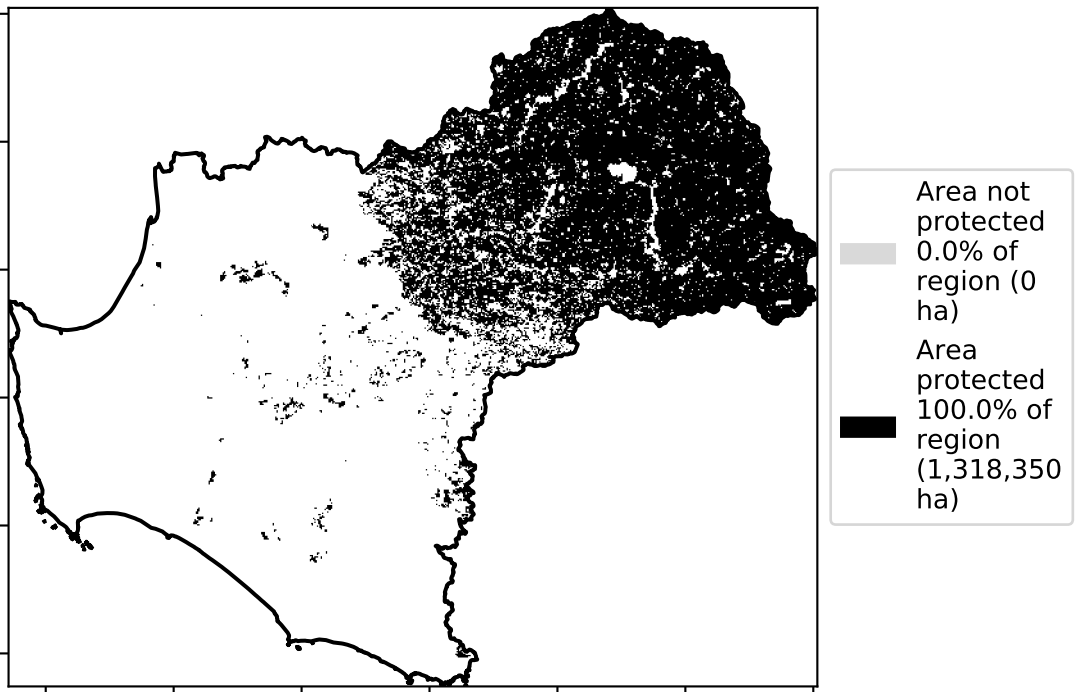 Area not
protected
0.0% of
region (0
ha)
Area
protected
100.0% of
region
(1,318,350
ha)